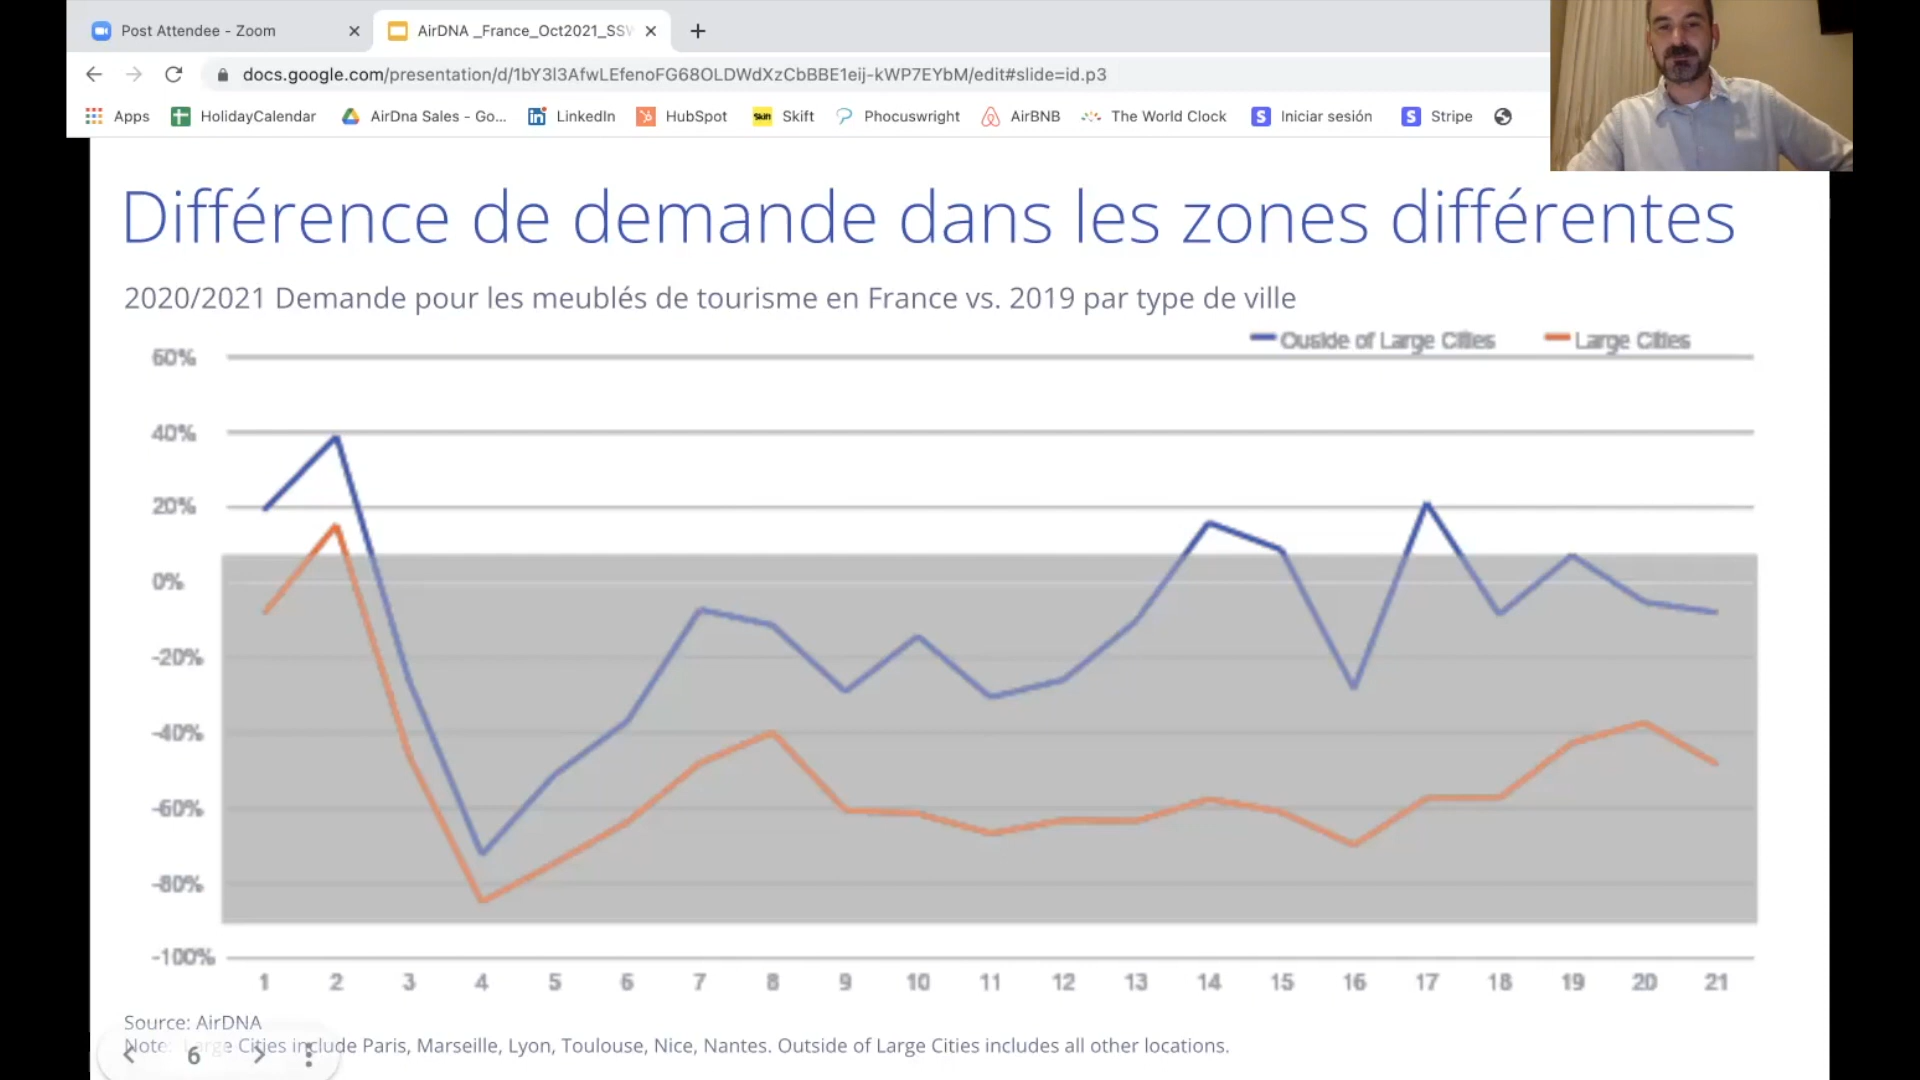 Post Attendee - Zoom
AirDNA _France_Oct2021_SSW
docs.google.com/presentation/d/1bY3I3AfwLEfenoFG68OLDWdXzCbBBE1eij-kWP7EYbM/edit#slide=id.p3
Apps HolidayCalendar AirDna Sales - Go... LinkedIn HubSpot Skift Phocuswright AirBNB The World Clock Iniciar sesión Stripe
Différence de demande dans les zones différentes
2020/2021 Demande pour les meublés de tourisme en France vs. 2019 par type de ville
Ouside of Large Cities Large Cities
60%
40%
20%
0%
-20%
-40%
-60%
-80%
-100%
1 2 3 4 5 6 7 8 9 10 11 12 13 14 15 16 17 18 19 20 21
Source: AirDNA
Note: Large Cities include Paris, Marseille, Lyon, Toulouse, Nice, Nantes. Outside of Large Cities includes all other locations.
6